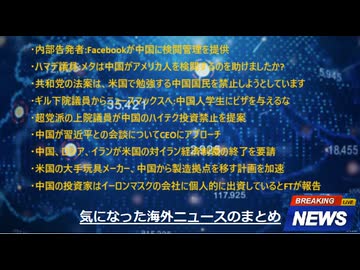 ・内部告発者:Facebookが中国に検閲管理を提供
・ハマデ議員:メタは中国がアメリカ人を検閲するのを助けましたか?
・共和党の法案は、米国で勉強する中国国民を禁止しようとしています
・ギル下院議員からニュースマックスへ:中国人学生にビザを与えるな
・超党派の上院議員が中国のハイテク投資禁止を提案
・中国が習近平との会談についてCEOにアプローチ
・中国、ロシア、イランが米国の対イラン経済制裁の終了を要請
・米国の大手玩具メーカー、中国から製造拠点を移す計画を加速
・中国の投資家はイーロンマスクの会社に個人的に出資しているとFTが報告
気になった海外ニュースのまとめ
BREAKING LIVE
NEWS
5,945
2,925